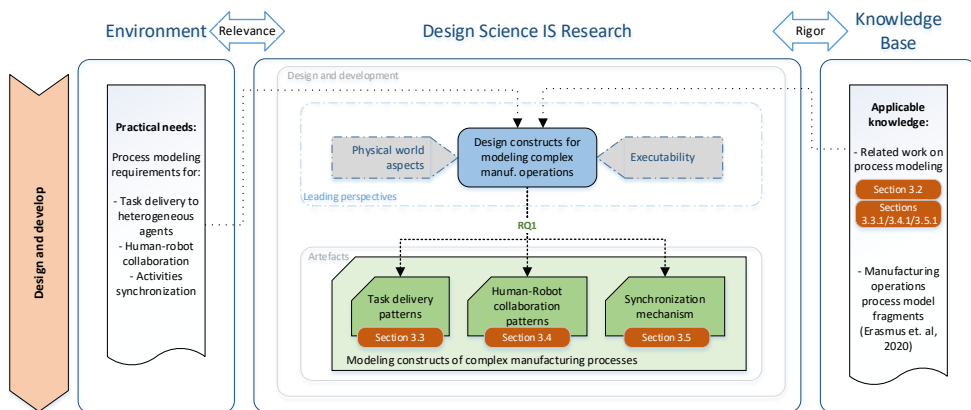 Environment
Relevance
Design Science IS Research
Rigor
Knowledge
Base
Design and develop
Practical needs:
Process modeling
requirements for:
- Task delivery to
heterogeneous
agents
- Human-robot
collaboration
- Activities
synchronization
Design and development
Physical world
aspects
Design constructs for
modeling complex
manuf. operations
Executability
Leading perspectives
RQ1
Artefacts
Task delivery
patterns
Section 3.3
Human-Robot
collaboration
patterns
Section 3.4
Synchronization
mechanism
Section 3.5
Modeling constructs of complex manufacturing processes
Applicable
knowledge:
- Related work on
process modeling
Section 3.2
Sections
3.3.1/3.4.1/3.5.1
- Manufacturing
operations
process model
fragments
(Erasmus et. al,
2020)